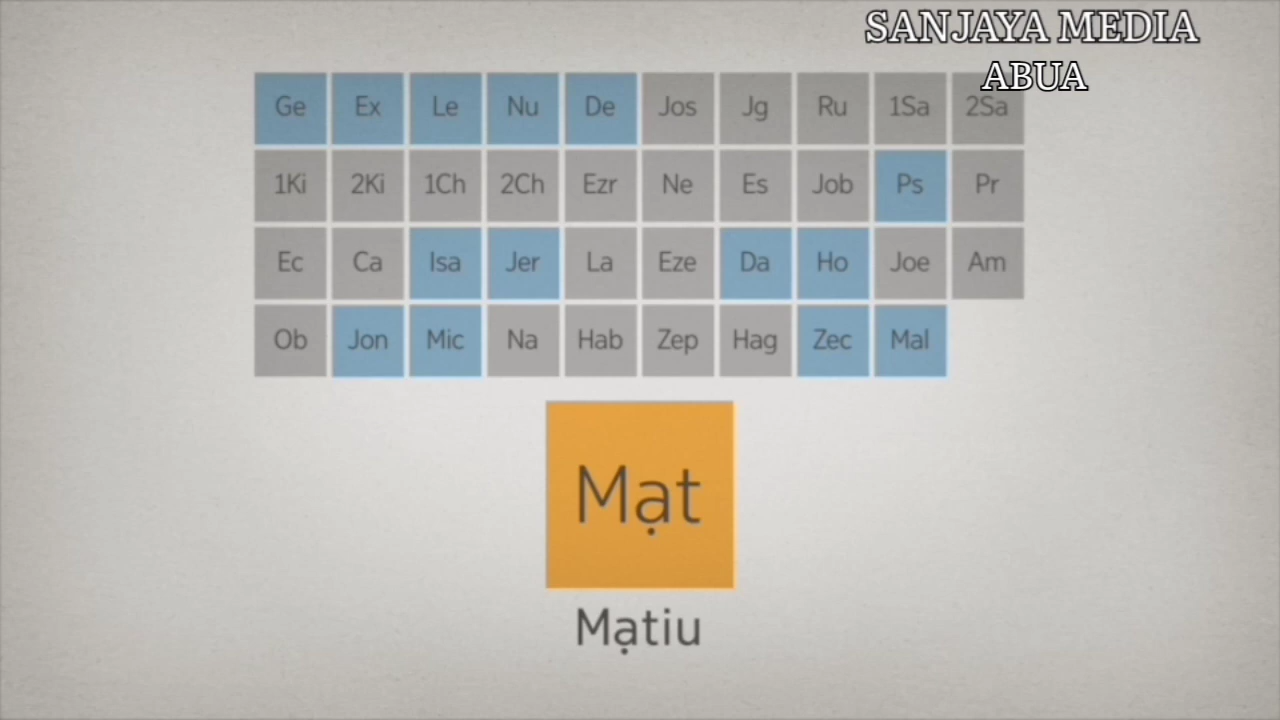 SANJAYA MEDIA
ABUA
Ge Ex Le Nu De Jos Jg Ru 1Sa 2Sa
1Ki 2Ki 1Ch 2Ch Ezr Ne Es Job Ps Pr
Ec Ca Isa Jer La Eze Da Ho Joe Am
Ob Jon Mic Na Hab Zep Hag Zec Mal
Mạt
Mạtiu